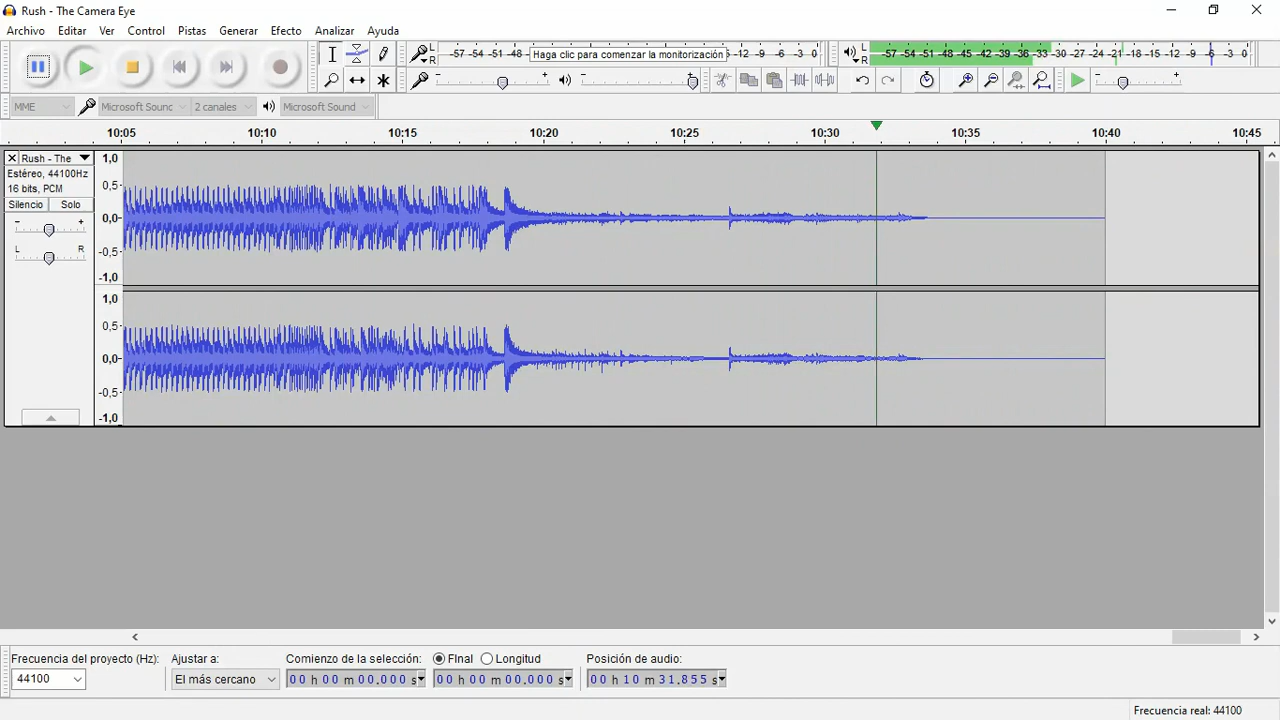 Rush - The Camera Eye
Archivo Editar Ver Control Pistas Generar Efecto Analizar Ayuda
L R -57 -54 -51 -48 Haga clic para comenzar la monitorización -12 -9 -6 -3 0
L R -57 -54 -51 -48 -45 -42 -39 -36 -33 -30 -27 -24 -21 -18 -15 -12 -9 -6 -3 0
- + - + - +
MME Microsoft Sounc 2 canales Microsoft Sound
10:05 10:10 10:15 10:20 10:25 10:30 10:35 10:40 10:45
Rush - The
Estéreo, 44100Hz
16 bits, PCM
Silencio Solo
- +
L R
1,0
0,5
0,0
-0,5
-1,0
1,0
0,5
0,0
-0,5
-1,0
Frecuencia del proyecto (Hz): Ajustar a: Comienzo de la selección: FInal Longitud Posición de audio:
44100 El más cercano 00 h 00 m 00.000 s 00 h 00 m 00.000 s 00 h 10 m 31.855 s
Frecuencia real: 44100